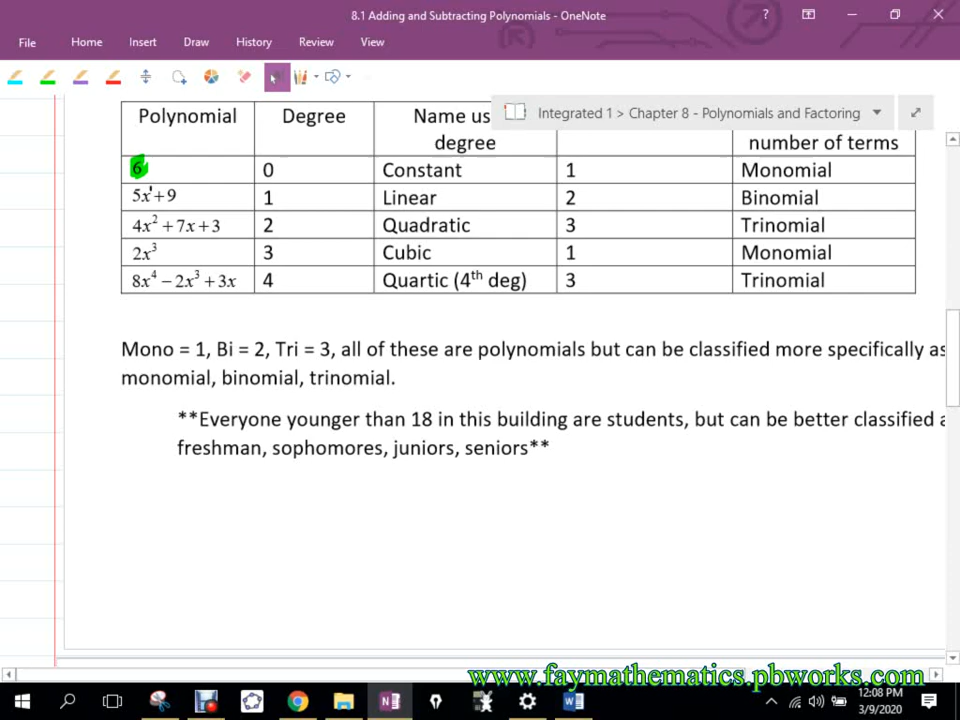 8.1 Adding and Subtracting Polynomials - OneNote
?
File Home Insert Draw History Review View
Integrated 1 > Chapter 8 - Polynomials and Factoring
Polynomial Degree Name us
degree number of terms
6 0 Constant 1 Monomial
5x+9 1 Linear 2 Binomial
4x² + 7x + 3 2 Quadratic 3 Trinomial
2x³ 3 Cubic 1 Monomial
8x⁴ − 2x³ + 3x 4 Quartic (4th deg) 3 Trinomial
Mono = 1, Bi = 2, Tri = 3, all of these are polynomials but can be classified more specifically as
monomial, binomial, trinomial.
**Everyone younger than 18 in this building are students, but can be better classified a
freshman, sophomores, juniors, seniors**
www.faymathematics.pbworks.com
12:08 PM
3/9/2020